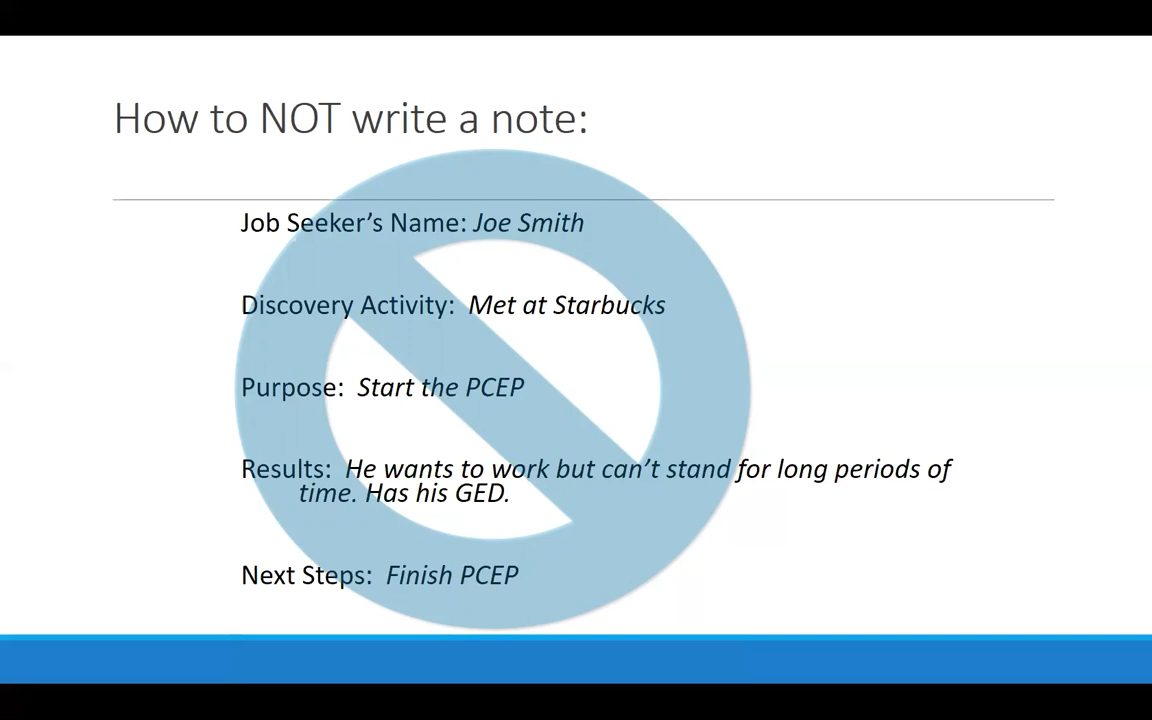 How to NOT write a note:
Job Seeker’s Name: Joe Smith
Discovery Activity: Met at Starbucks
Purpose: Start the PCEP
Results: He wants to work but can’t stand for long periods of
time. Has his GED.
Next Steps: Finish PCEP